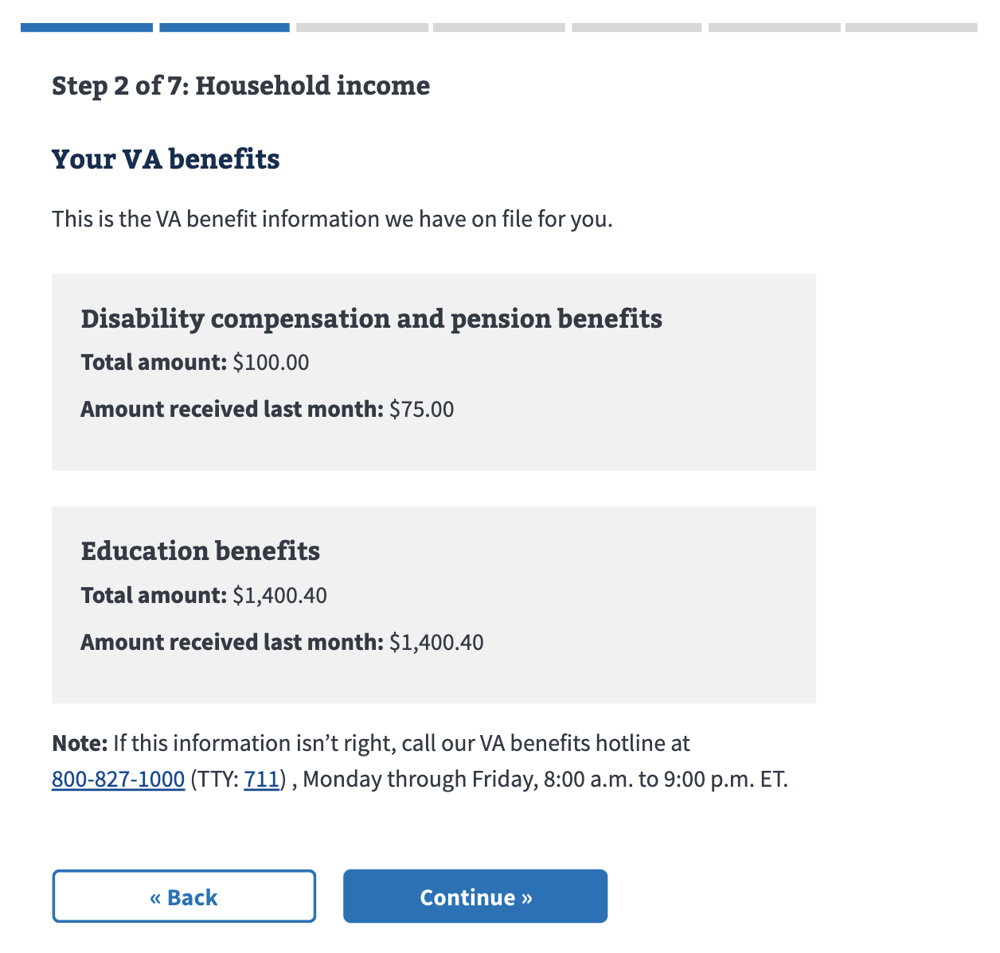 Step 2 of 7: Household income
Your VA benefits
This is the VA benefit information we have on file for you.
Disability compensation and pension benefits
Total amount: $100.00
Amount received last month: $75.00
Education benefits
Total amount: $1,400.40
Amount received last month: $1,400.40
Note: If this information isn’t right, call our VA benefits hotline at
800-827-1000 (TTY: 711) , Monday through Friday, 8:00 a.m. to 9:00 p.m. ET.
« Back
Continue »